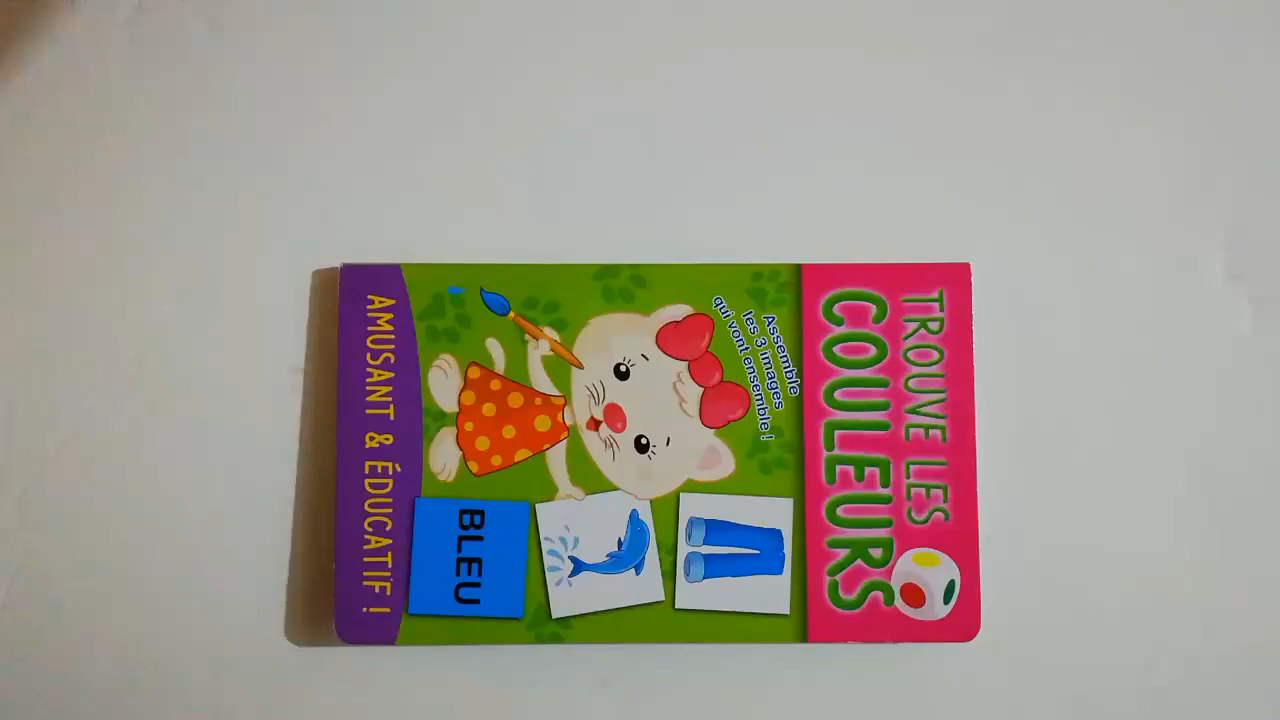 TROUVE LES
COULEURS
Assemble
les 3 images
qui vont ensemble !
BLEU
AMUSANT & ÉDUCATIF !